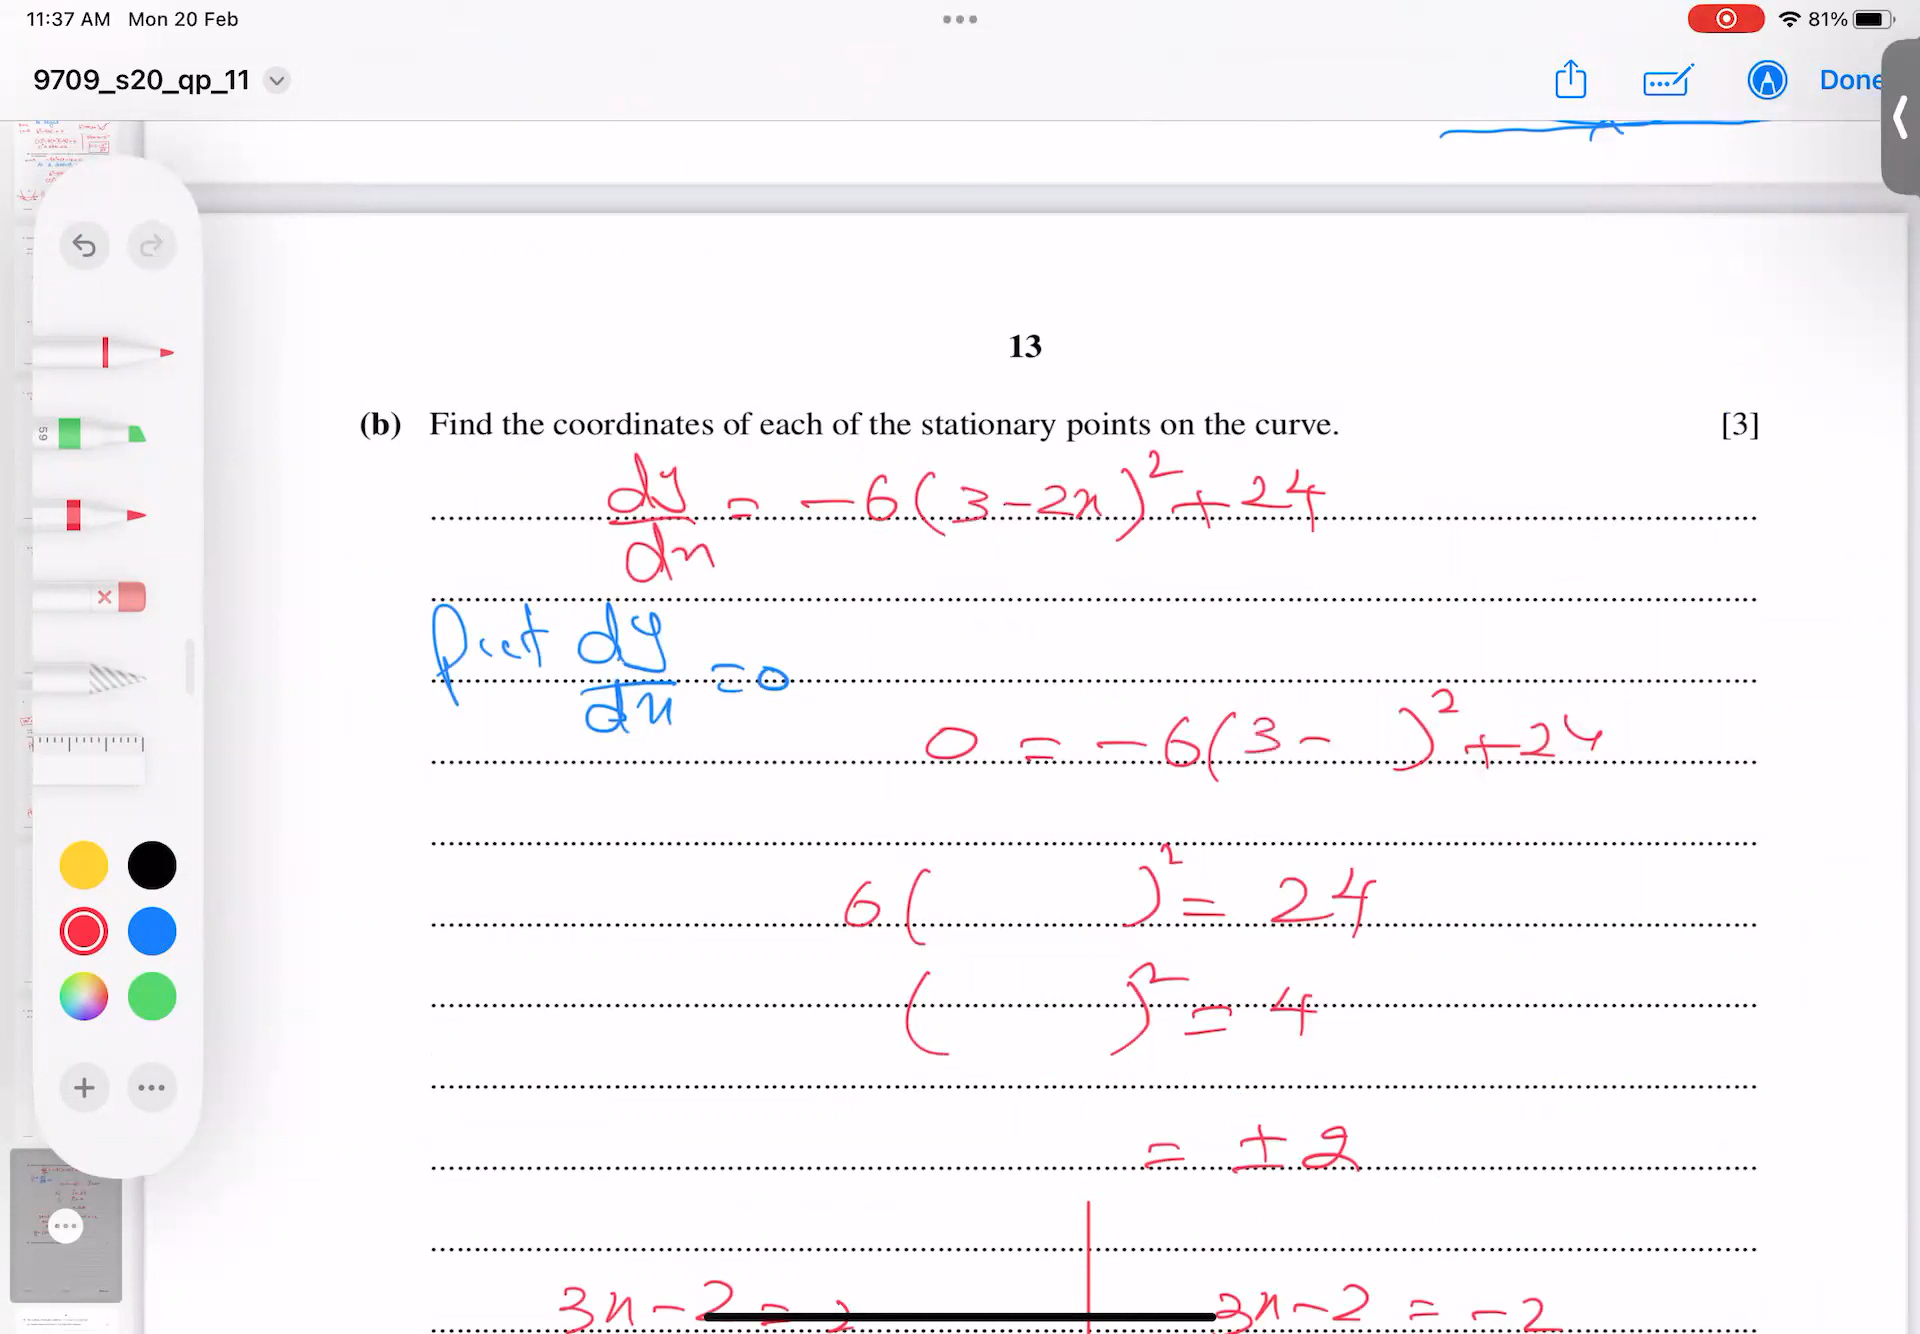 11:37 AM Mon 20 Feb
81%
9709_s20_qp_11
Done
13
(b) Find the coordinates of each of the stationary points on the curve. [3]
dy/dx = -6(3-2x)² + 24
put dy/dx = 0
0 = -6(3- )² + 24
6( )² = 24
( )² = 4
= ± 2
3x-2 = 2
3x-2 = -2
59